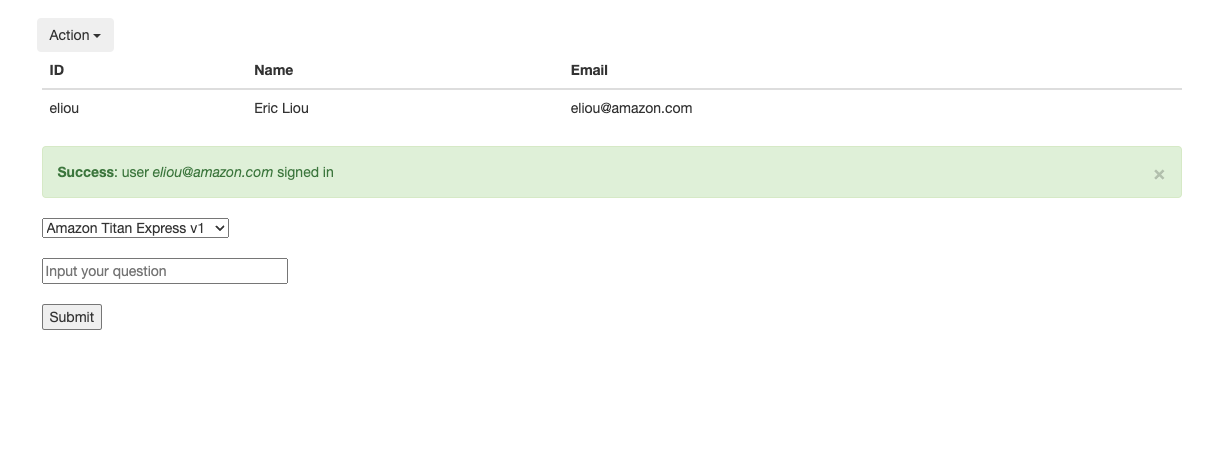 Action
ID Name Email
eliou Eric Liou eliou@amazon.com
Success: user eliou@amazon.com signed in ×
Amazon Titan Express v1
Input your question
Submit